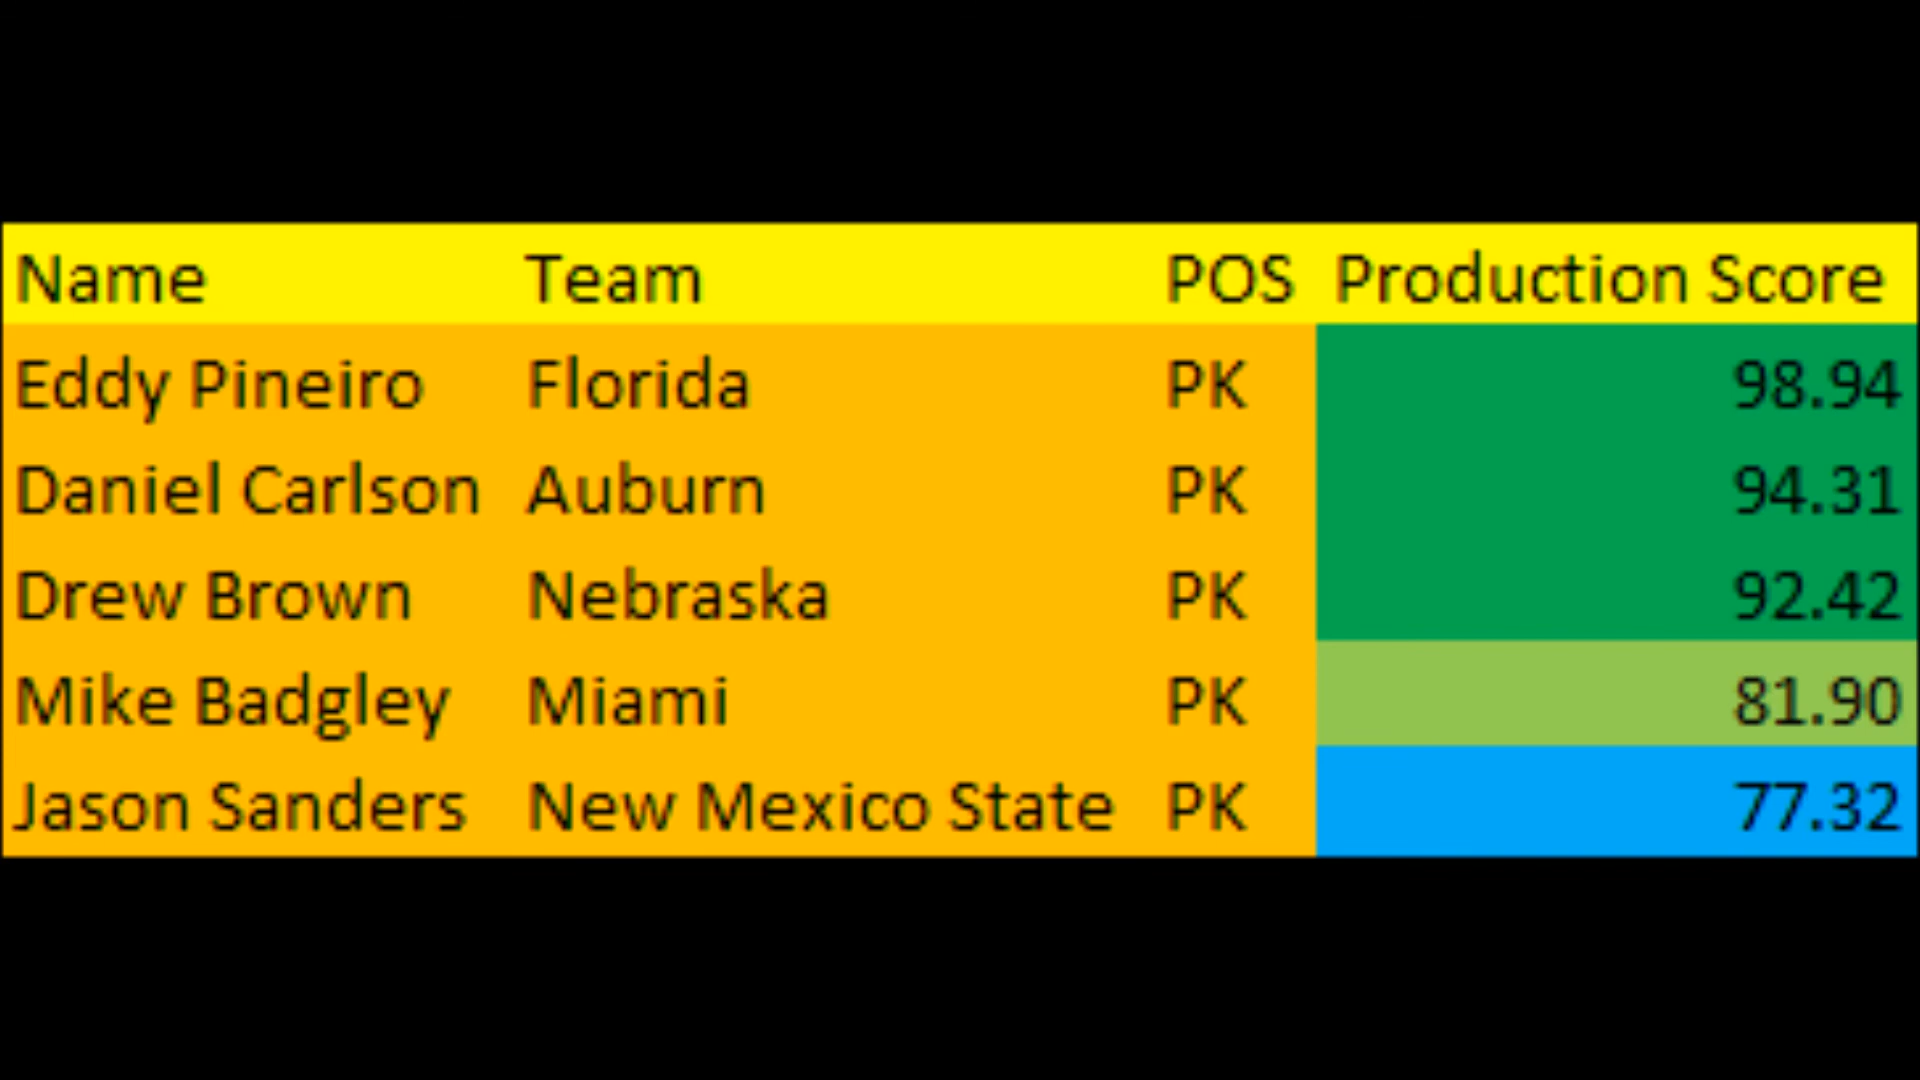 Name Team POS Production Score
Eddy Pineiro Florida PK 98.94
Daniel Carlson Auburn PK 94.31
Drew Brown Nebraska PK 92.42
Mike Badgley Miami PK 81.90
Jason Sanders New Mexico State PK 77.32